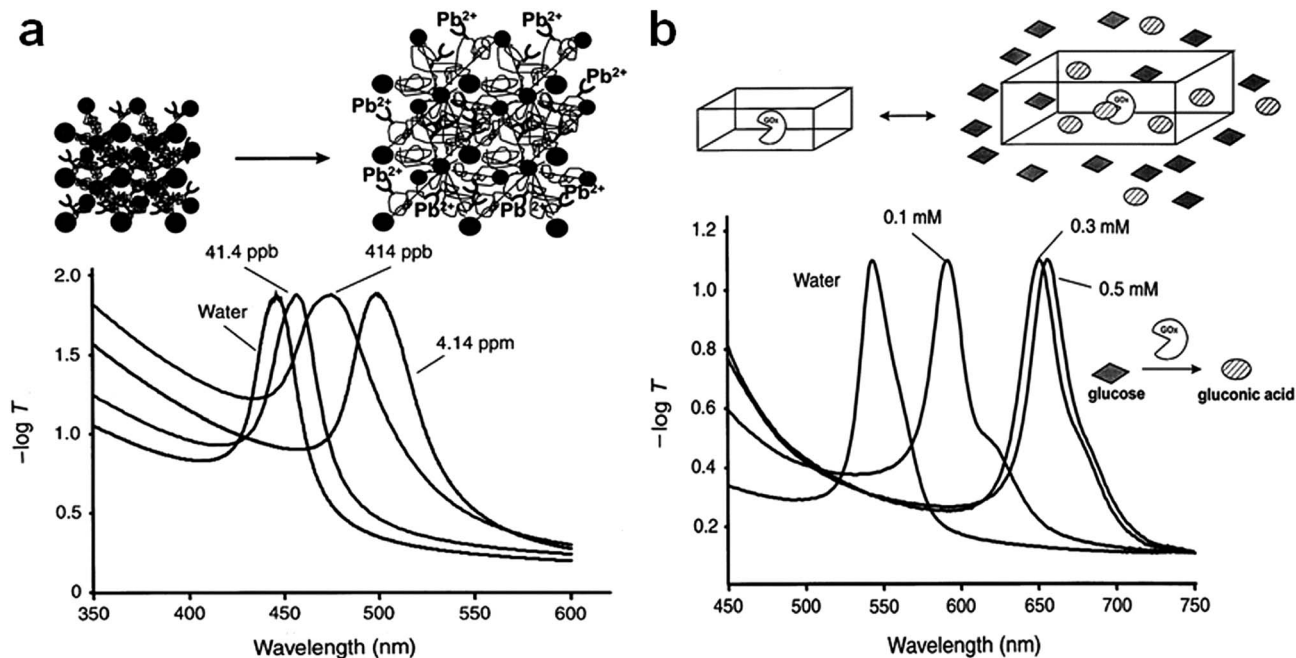 a
Pb2+
Pb2+
Pb2+
Pb2+
Pb2+
Pb2+
Pb2+
Pb2+
Pb2+
41.4 ppb
414 ppb
Water
4.14 ppm
2.0
1.5
1.0
0.5
0
−log T
350
400
450
500
550
600
Wavelength (nm)
b
GOx
GOx
0.1 mM
0.3 mM
Water
0.5 mM
GOx
glucose
gluconic acid
1.2
1.0
0.8
0.6
0.4
0.2
−log T
450
500
550
600
650
700
750
Wavelength (nm)